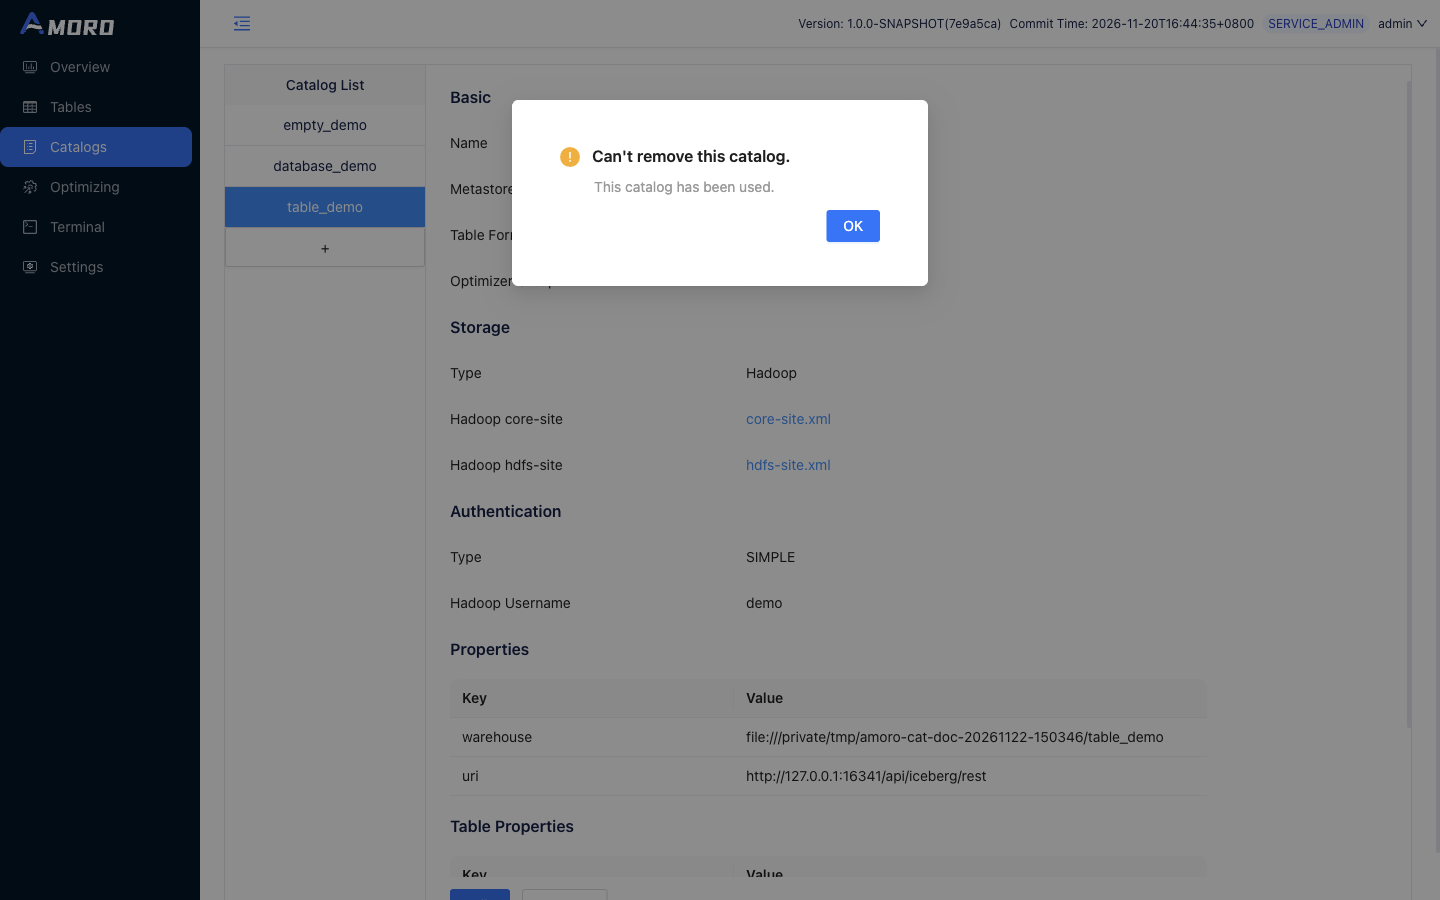 AMORO
Version: 1.0.0-SNAPSHOT(7e9a5ca) Commit Time: 2026-11-20T16:44:35+0800 SERVICE_ADMIN admin
Overview
Tables
Catalogs
Optimizing
Terminal
Settings
Catalog List
empty_demo
database_demo
table_demo
+
Can't remove this catalog.
This catalog has been used.
OK
Basic
Name
Metastore
Table
Optimizer
Storage
Type Hadoop
Hadoop core-site core-site.xml
Hadoop hdfs-site hdfs-site.xml
Authentication
Type SIMPLE
Hadoop Username demo
Properties
Key Value
warehouse file:///private/tmp/amoro-cat-doc-20261122-150346/table_demo
uri http://127.0.0.1:16341/api/iceberg/rest
Table Properties
Key Value